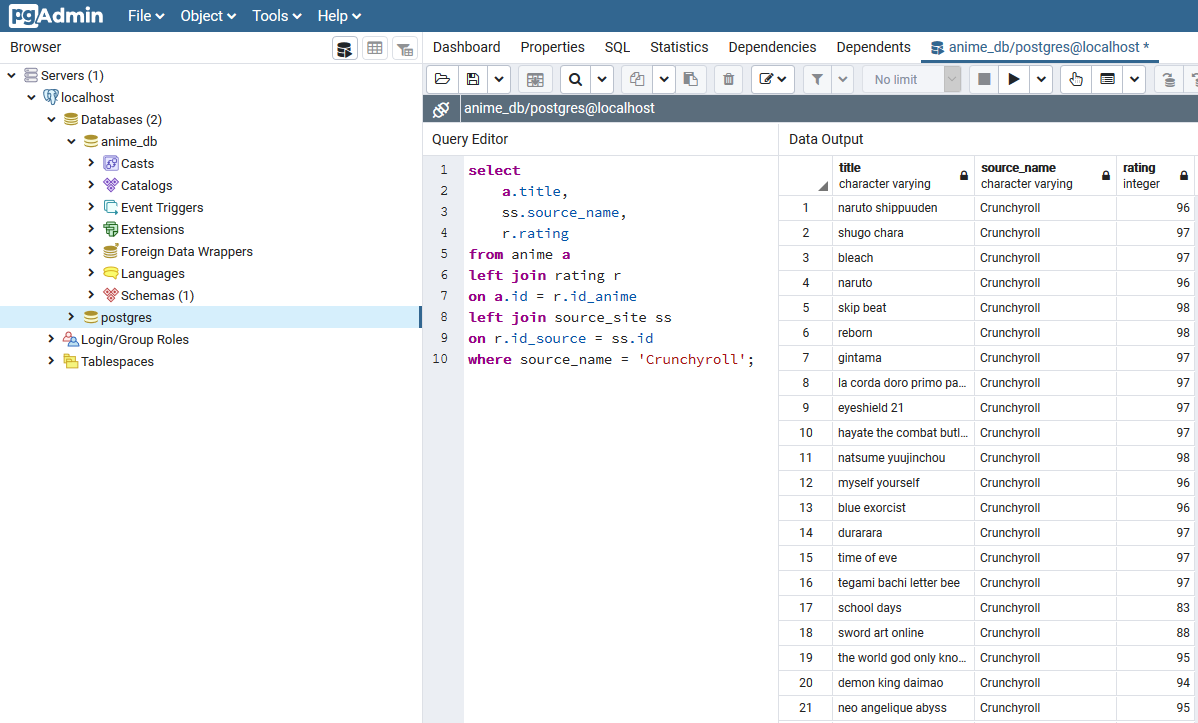 pgAdmin File Object Tools Help
Browser
Dashboard Properties SQL Statistics Dependencies Dependents anime_db/postgres@localhost *
No limit
Servers (1)
localhost
Databases (2)
anime_db
Casts
Catalogs
Event Triggers
Extensions
Foreign Data Wrappers
Languages
Schemas (1)
postgres
Login/Group Roles
Tablespaces
anime_db/postgres@localhost
Query Editor
1 select
2 a.title,
3 ss.source_name,
4 r.rating
5 from anime a
6 left join rating r
7 on a.id = r.id_anime
8 left join source_site ss
9 on r.id_source = ss.id
10 where source_name = 'Crunchyroll';
Data Output
title source_name rating
character varying character varying integer
1 naruto shippuuden Crunchyroll 96
2 shugo chara Crunchyroll 97
3 bleach Crunchyroll 97
4 naruto Crunchyroll 96
5 skip beat Crunchyroll 98
6 reborn Crunchyroll 98
7 gintama Crunchyroll 97
8 la corda doro primo pa... Crunchyroll 97
9 eyeshield 21 Crunchyroll 97
10 hayate the combat butl... Crunchyroll 97
11 natsume yuujinchou Crunchyroll 98
12 myself yourself Crunchyroll 96
13 blue exorcist Crunchyroll 96
14 durarara Crunchyroll 97
15 time of eve Crunchyroll 97
16 tegami bachi letter bee Crunchyroll 97
17 school days Crunchyroll 83
18 sword art online Crunchyroll 88
19 the world god only kno... Crunchyroll 95
20 demon king daimao Crunchyroll 94
21 neo angelique abyss Crunchyroll 95